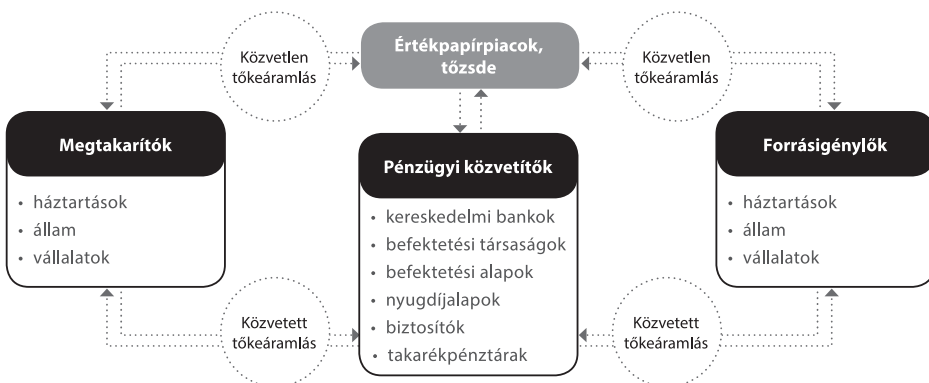 Közvetlen
tőkeáramlás
Értékpapírpiacok,
tőzsde
Közvetlen
tőkeáramlás
Megtakarítók
• háztartások
• állam
• vállalatok
Pénzügyi közvetítők
• kereskedelmi bankok
• befektetési társaságok
• befektetési alapok
• nyugdíjalapok
• biztosítók
• takarékpénztárak
Forrásigénylők
• háztartások
• állam
• vállalatok
Közvetett
tőkeáramlás
Közvetett
tőkeáramlás